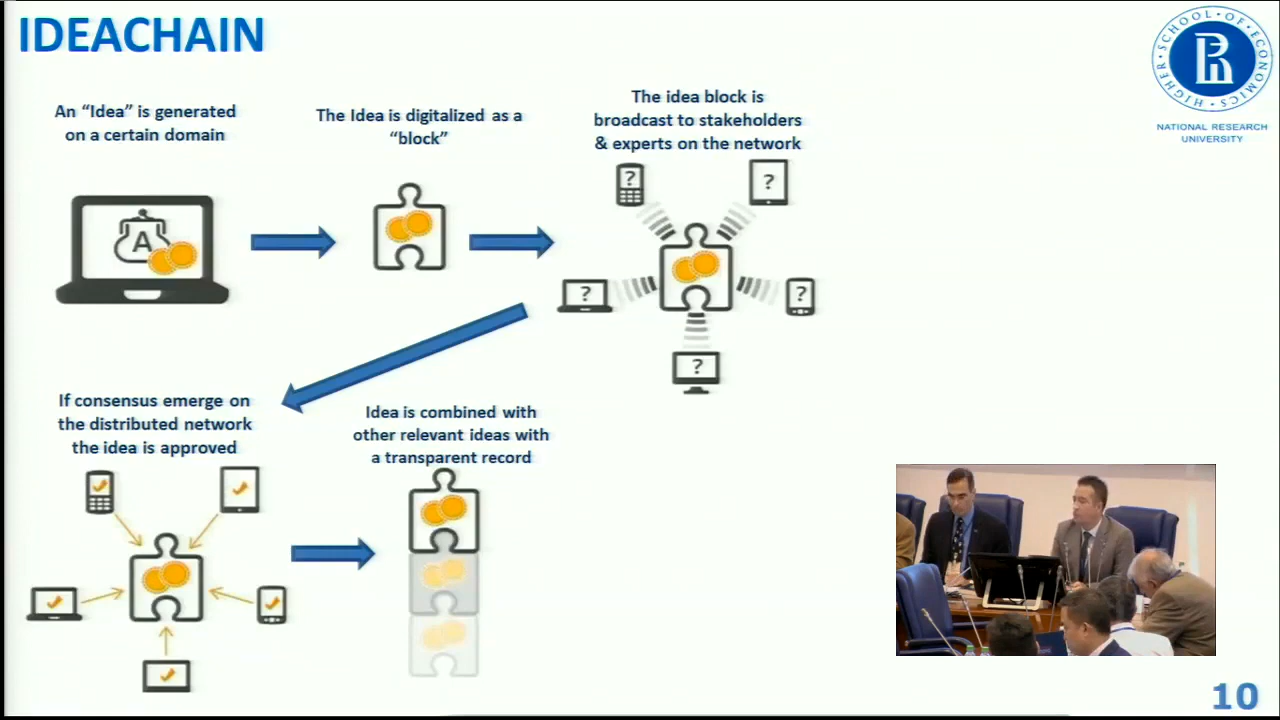 IDEACHAIN
An “Idea” is generated
on a certain domain
The Idea is digitalized as a
“block”
The idea block is
broadcast to stakeholders
& experts on the network
A
?
?
?
?
?
If consensus emerge on
the distributed network
the idea is approved
Idea is combined with
other relevant ideas with
a transparent record
HIGHER · SCHOOL · OF · ECONOMICS
NATIONAL RESEARCH
UNIVERSITY
10